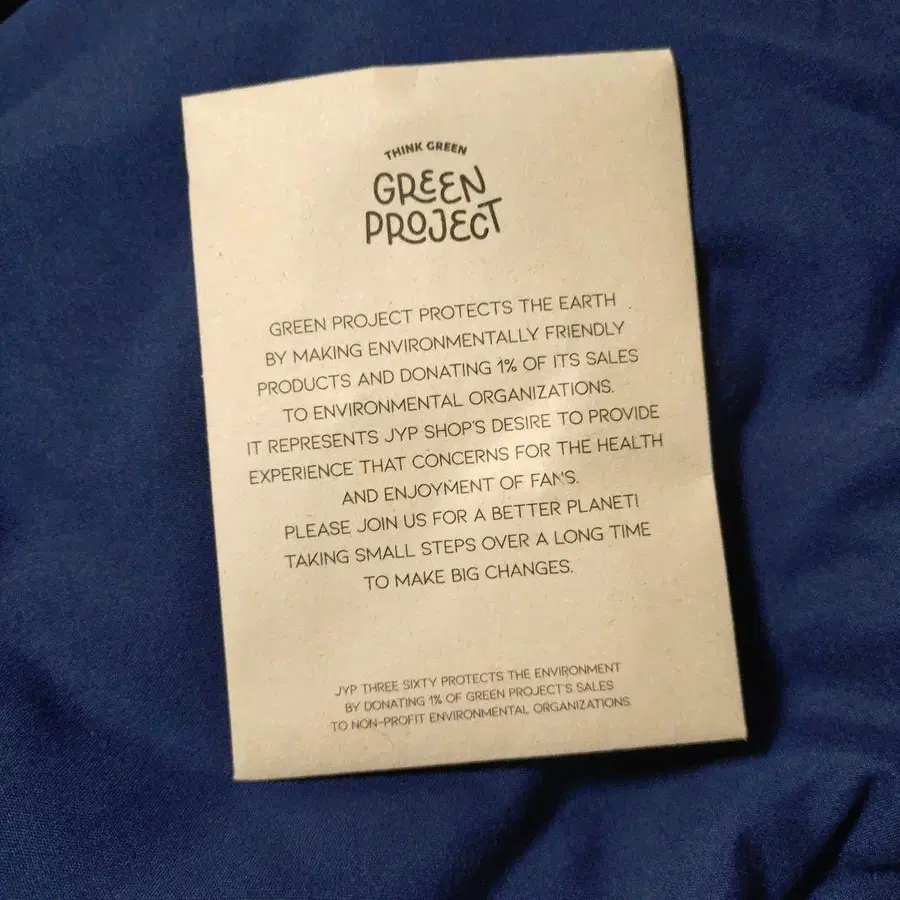 THINK GREEN
GREEN
PROJECT
GREEN PROJECT PROTECTS THE EARTH
BY MAKING ENVIRONMENTALLY FRIENDLY
PRODUCTS AND DONATING 1% OF ITS SALES
TO ENVIRONMENTAL ORGANIZATIONS.
IT REPRESENTS JYP SHOP'S DESIRE TO PROVIDE
EXPERIENCE THAT CONCERNS FOR THE HEALTH
AND ENJOYMENT OF FANS.
PLEASE JOIN US FOR A BETTER PLANET!
TAKING SMALL STEPS OVER A LONG TIME
TO MAKE BIG CHANGES.
JYP THREE SIXTY PROTECTS THE ENVIRONMENT
BY DONATING 1% OF GREEN PROJECT'S SALES
TO NON-PROFIT ENVIRONMENTAL ORGANIZATIONS.